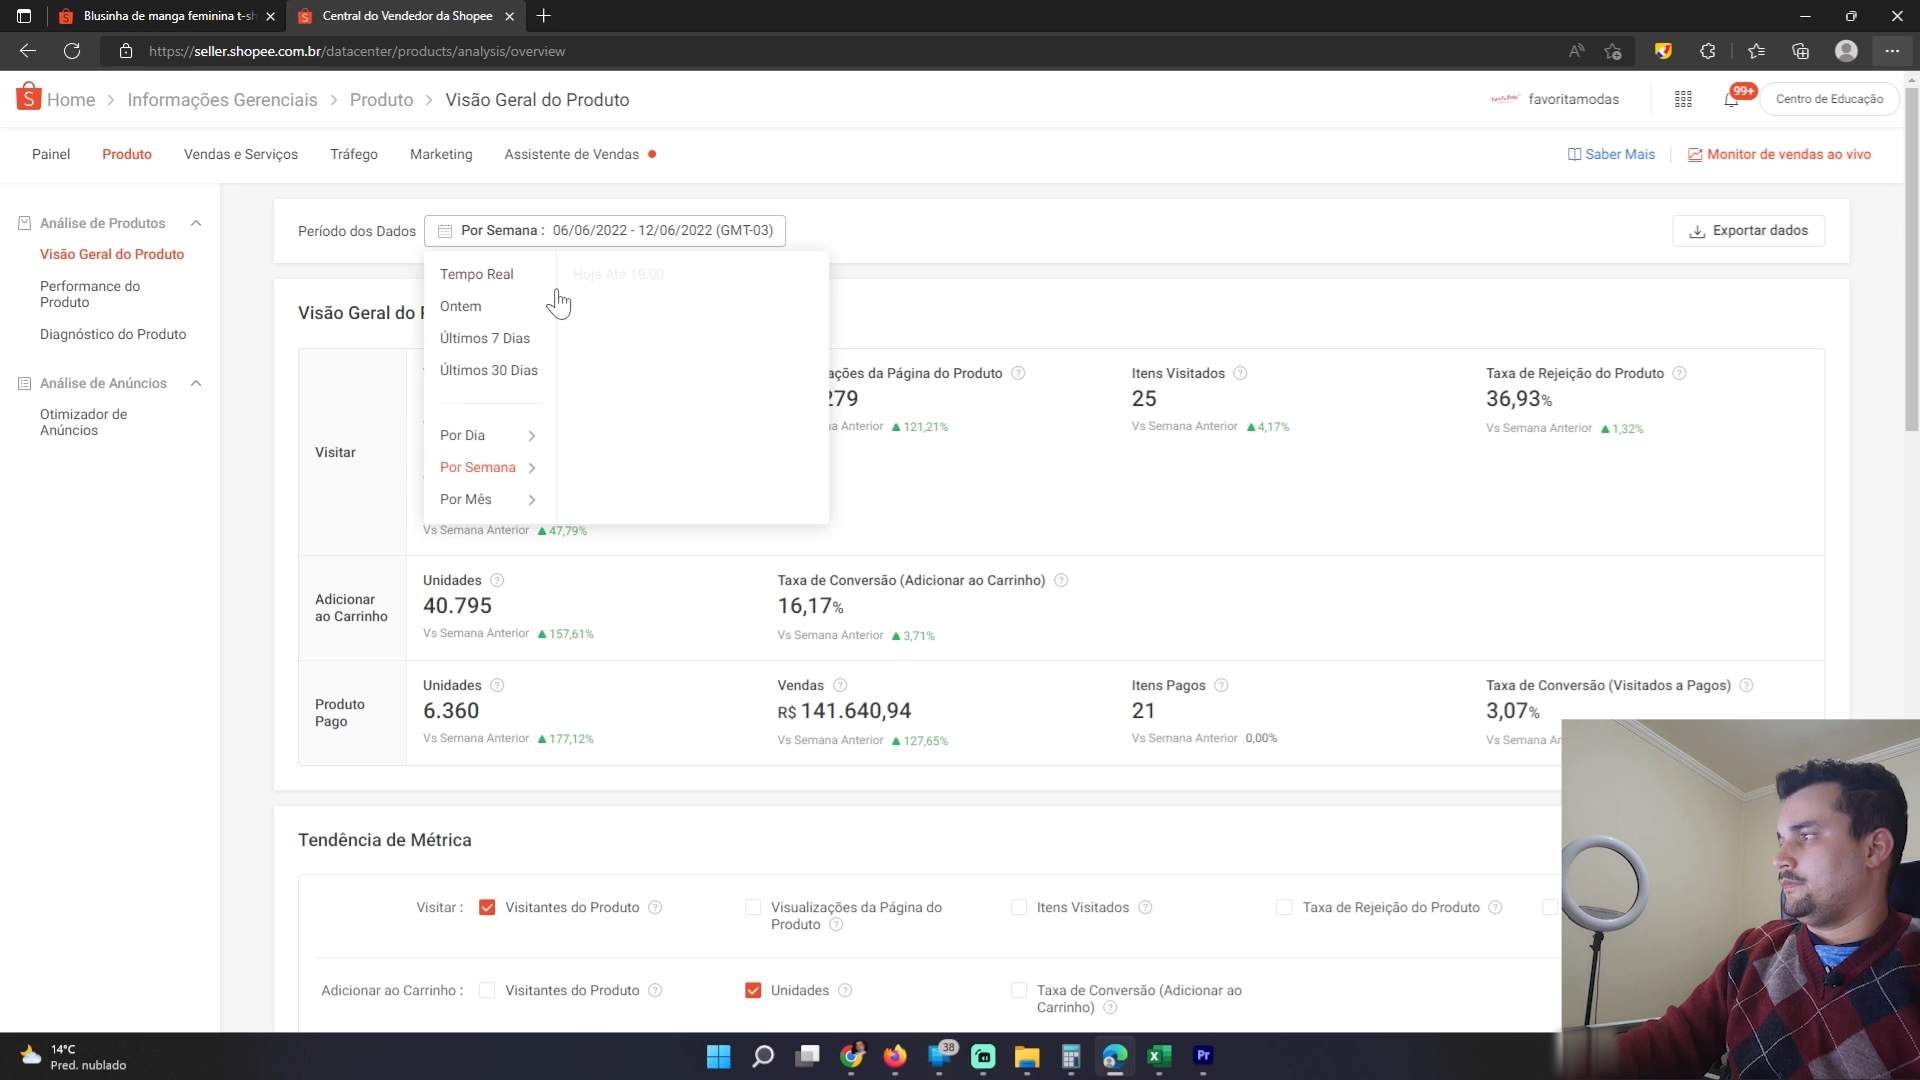 Blusinha de manga feminina t-sh
Central do Vendedor da Shopee
https://seller.shopee.com.br/datacenter/products/analysis/overview
Home > Informações Gerenciais > Produto > Visão Geral do Produto
favoritamodas
99+
Centro de Educação
Painel
Produto
Vendas e Serviços
Tráfego
Marketing
Assistente de Vendas
Saber Mais
Monitor de vendas ao vivo
Análise de Produtos
Visão Geral do Produto
Performance do
Produto
Diagnóstico do Produto
Análise de Anúncios
Otimizador de
Anúncios
Período dos Dados
Por Semana : 06/06/2022 - 12/06/2022 (GMT-03)
Exportar dados
Tempo Real
Hoje Até 19:00
Ontem
Últimos 7 Dias
Últimos 30 Dias
Por Dia
Por Semana
Por Mês
Visão Geral do
Visitar
ações da Página do Produto
279
Anterior 121,21%
Itens Visitados
25
Vs Semana Anterior 4,17%
Taxa de Rejeição do Produto
36,93%
Vs Semana Anterior 1,32%
Vs Semana Anterior 47,79%
Adicionar
ao Carrinho
Unidades
40.795
Vs Semana Anterior 157,61%
Taxa de Conversão (Adicionar ao Carrinho)
16,17%
Vs Semana Anterior 3,71%
Produto
Pago
Unidades
6.360
Vs Semana Anterior 177,12%
Vendas
R$ 141.640,94
Vs Semana Anterior 127,65%
Itens Pagos
21
Vs Semana Anterior 0,00%
Taxa de Conversão (Visitados a Pagos)
3,07%
Vs Semana An
Tendência de Métrica
Visitar :
Visitantes do Produto
Visualizações da Página do
Produto
Itens Visitados
Taxa de Rejeição do Produto
Adicionar ao Carrinho :
Visitantes do Produto
Unidades
Taxa de Conversão (Adicionar ao
Carrinho)
14°C
Pred. nublado
38
Pr